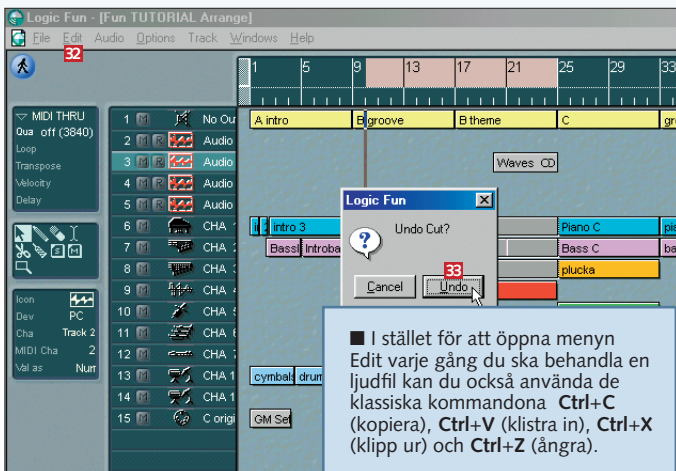 Logic Fun - [Fun TUTORIAL Arrange]
File Edit Audio Options Track Windows Help
32
1 5 9 13 17 21 25 29 33
MIDI THRU
Qua off (3840)
Loop
Transpose
Velocity
Delay
1 M No Ou
A intro B groove B theme C
2 M R Audio
3 M R Audio
Waves
4 M R Audio
5 M R Audio
6 M CHA
intro 3 Piano C
7 M CHA
Bassl Introba Bass C
8 M CHA
plucka
9 M CHA
10 M CHA
11 M CHA
12 M CHA
13 M CHA 1
cymbals drum
14 M CHA 1
15 M C origi
GM Set
Icon
Dev PC
Cha Track 2
MIDI Cha 2
Val as Num
Logic Fun
Undo Cut?
33
Cancel Undo
■ I stället för att öppna menyn
Edit varje gång du ska behandla en
ljudfil kan du också använda de
klassiska kommandona Ctrl+C
(kopiera), Ctrl+V (klistra in), Ctrl+X
(klipp ur) och Ctrl+Z (ångra).